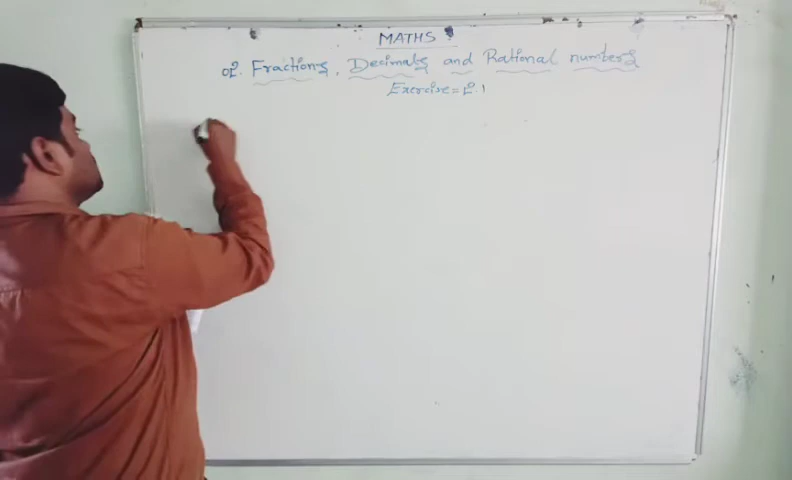 MATHS
02. Fractions, Decimals and Rational numbers
Exercise = 2.1